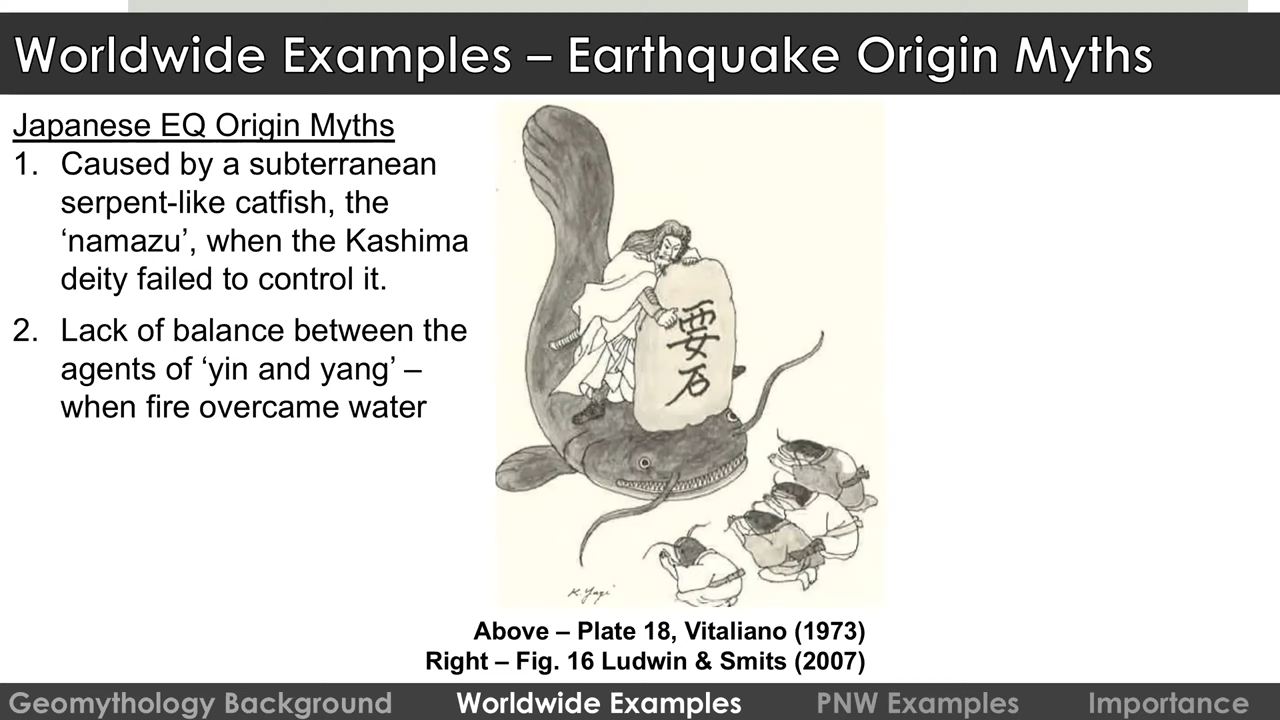 Worldwide Examples – Earthquake Origin Myths
Japanese EQ Origin Myths
1. Caused by a subterranean
serpent-like catfish, the
‘namazu’, when the Kashima
deity failed to control it.
2. Lack of balance between the
agents of ‘yin and yang’ –
when fire overcame water
要
石
K. Yagi
Above – Plate 18, Vitaliano (1973)
Right – Fig. 16 Ludwin & Smits (2007)
Geomythology Background Worldwide Examples PNW Examples Importance